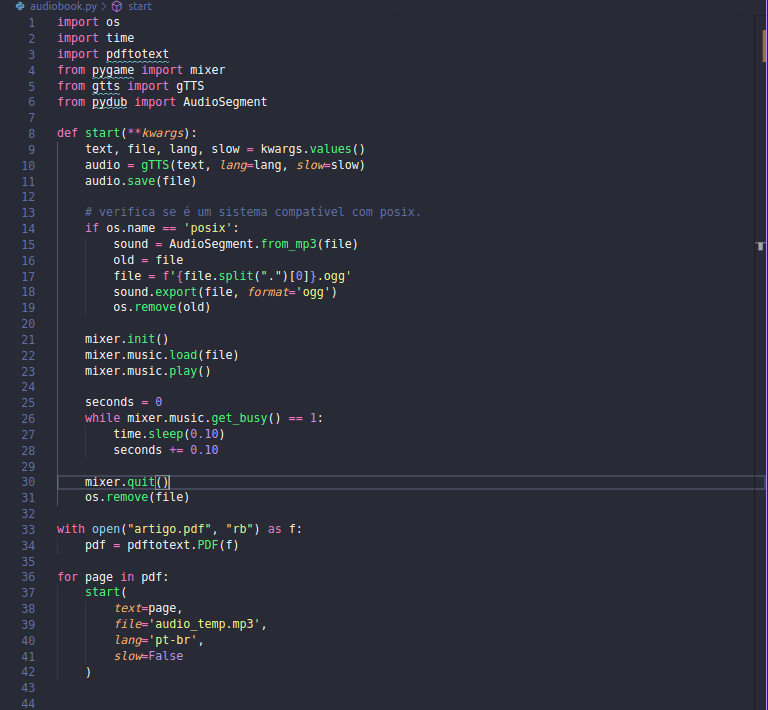 audiobook.py > start
1 import os
2 import time
3 import pdftotext
4 from pygame import mixer
5 from gtts import gTTS
6 from pydub import AudioSegment
7
8 def start(**kwargs):
9     text, file, lang, slow = kwargs.values()
10     audio = gTTS(text, lang=lang, slow=slow)
11     audio.save(file)
12
13     # verifica se é um sistema compatível com posix.
14     if os.name == 'posix':
15         sound = AudioSegment.from_mp3(file)
16         old = file
17         file = f'{file.split(".")[0]}.ogg'
18         sound.export(file, format='ogg')
19         os.remove(old)
20
21     mixer.init()
22     mixer.music.load(file)
23     mixer.music.play()
24
25     seconds = 0
26     while mixer.music.get_busy() == 1:
27         time.sleep(0.10)
28         seconds += 0.10
29
30     mixer.quit()
31     os.remove(file)
32
33 with open("artigo.pdf", "rb") as f:
34     pdf = pdftotext.PDF(f)
35
36 for page in pdf:
37     start(
38         text=page,
39         file='audio_temp.mp3',
40         lang='pt-br',
41         slow=False
42     )
43
44